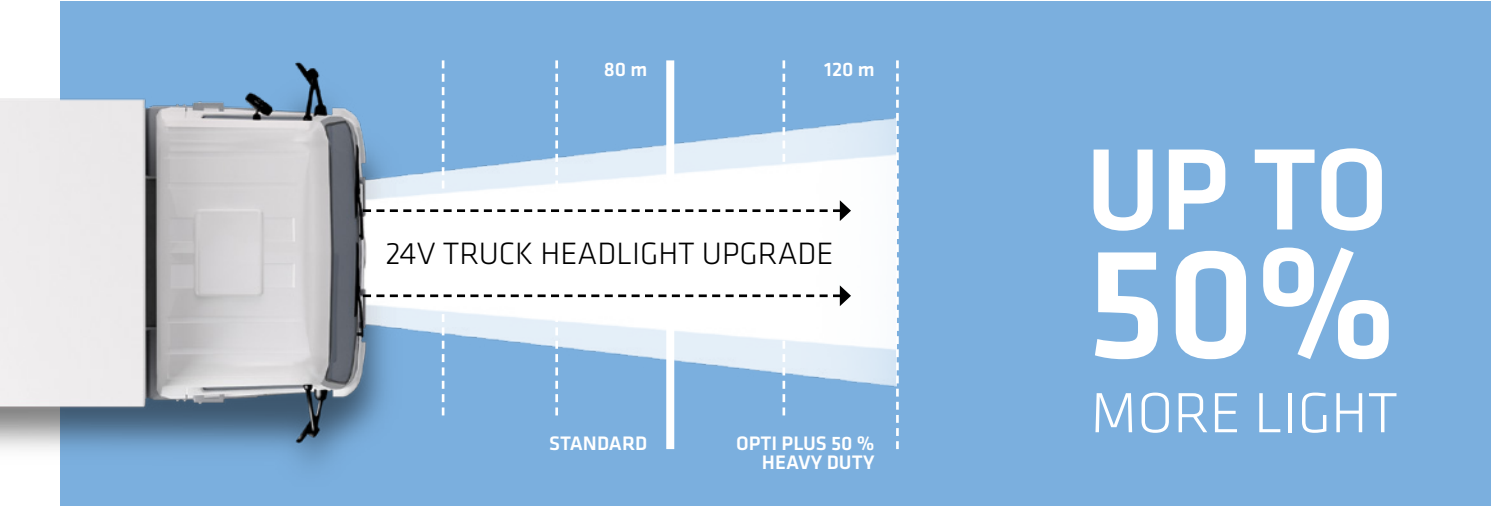 80 m
120 m
24V TRUCK HEADLIGHT UPGRADE
STANDARD
OPTI PLUS 50 %
HEAVY DUTY
UP TO
50%
MORE LIGHT